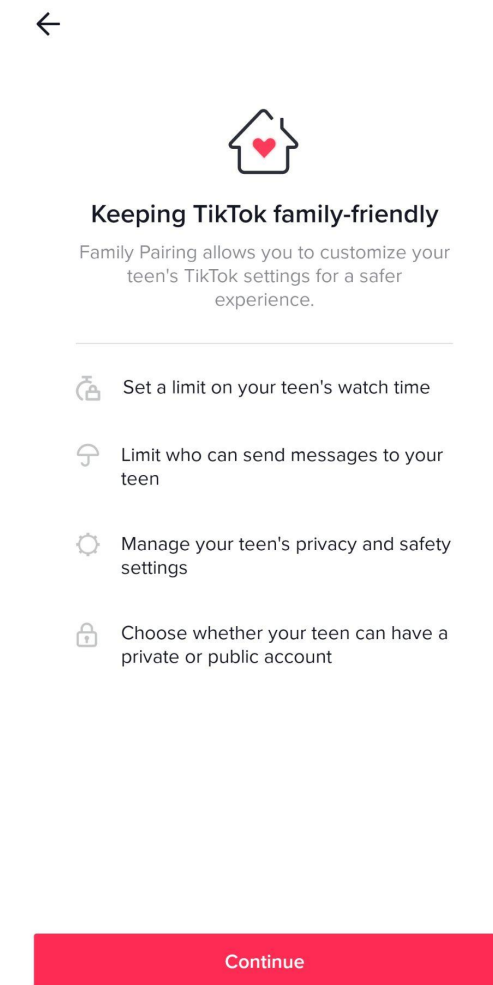 Keeping TikTok family-friendly
Family Pairing allows you to customize your
teen's TikTok settings for a safer
experience.
Set a limit on your teen's watch time
Limit who can send messages to your
teen
Manage your teen's privacy and safety
settings
Choose whether your teen can have a
private or public account
Continue